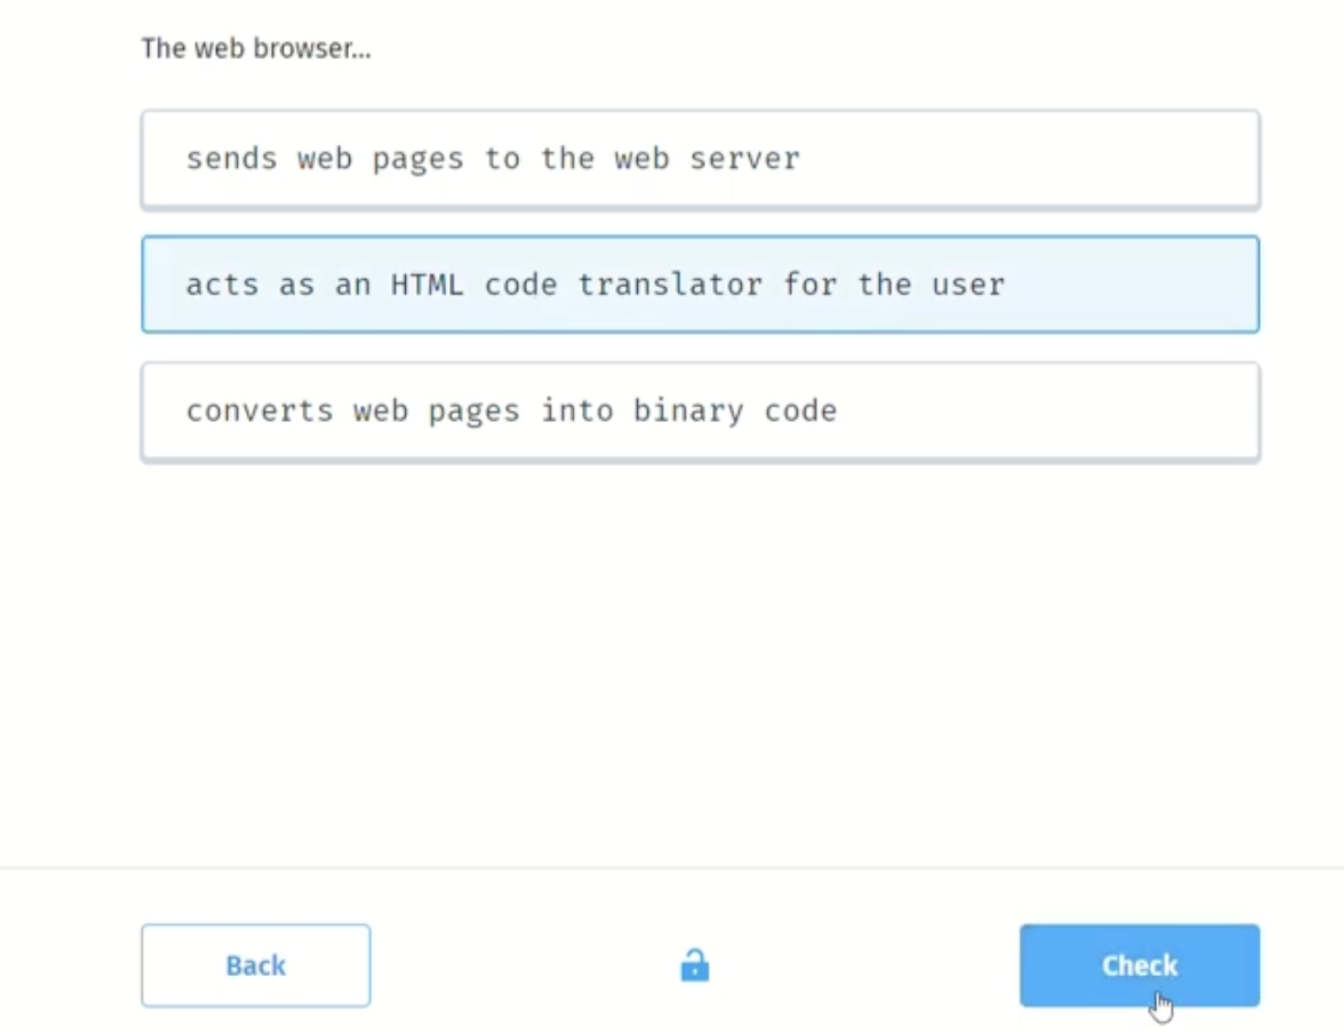 The web browser...
sends web pages to the web server
acts as an HTML code translator for the user
converts web pages into binary code
Back
Check